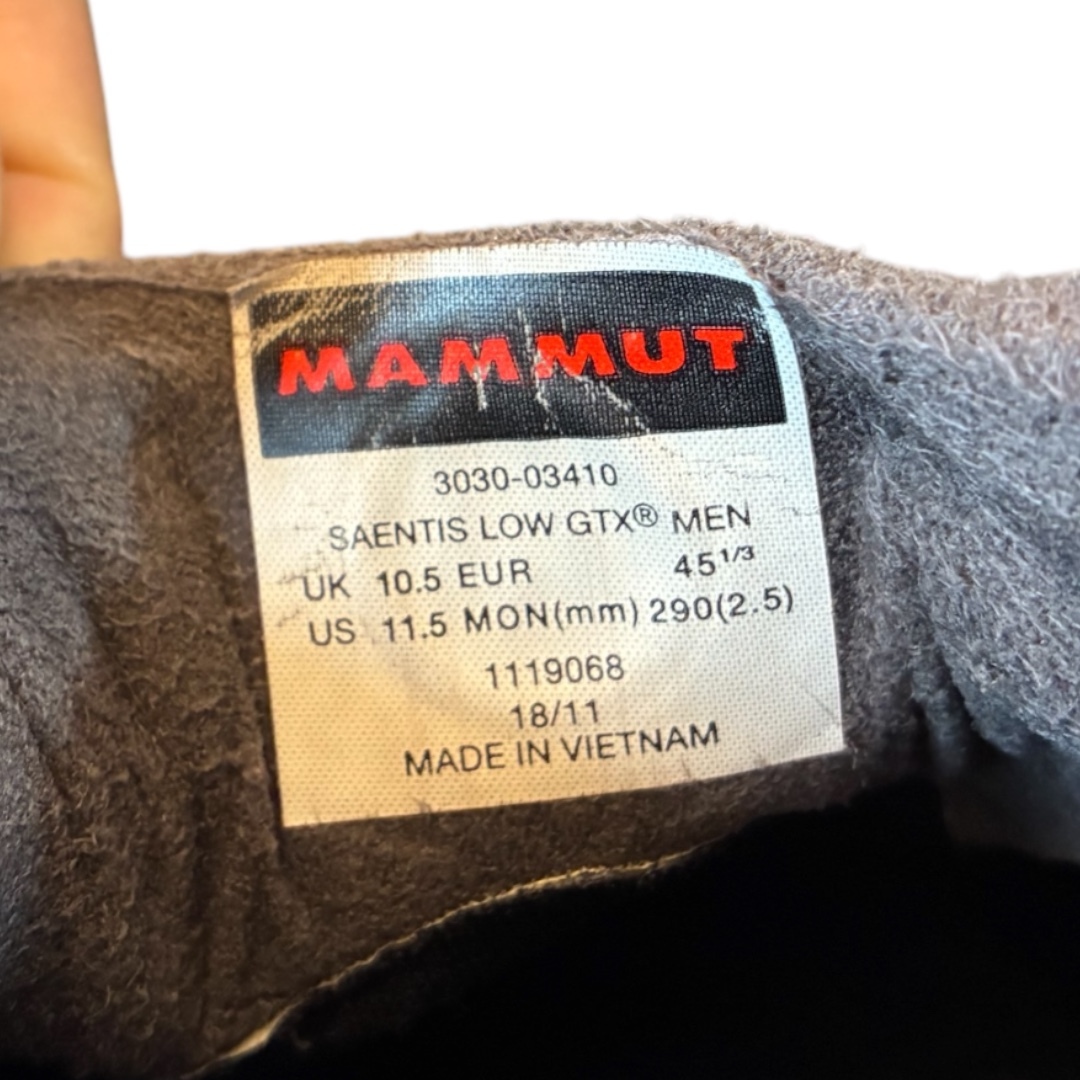 MAMMUT
3030-03410
SAENTIS LOW GTX® MEN
UK 10.5 EUR 45 1/3
US 11.5 MON(mm) 290(2.5)
1119068
18/11
MADE IN VIETNAM